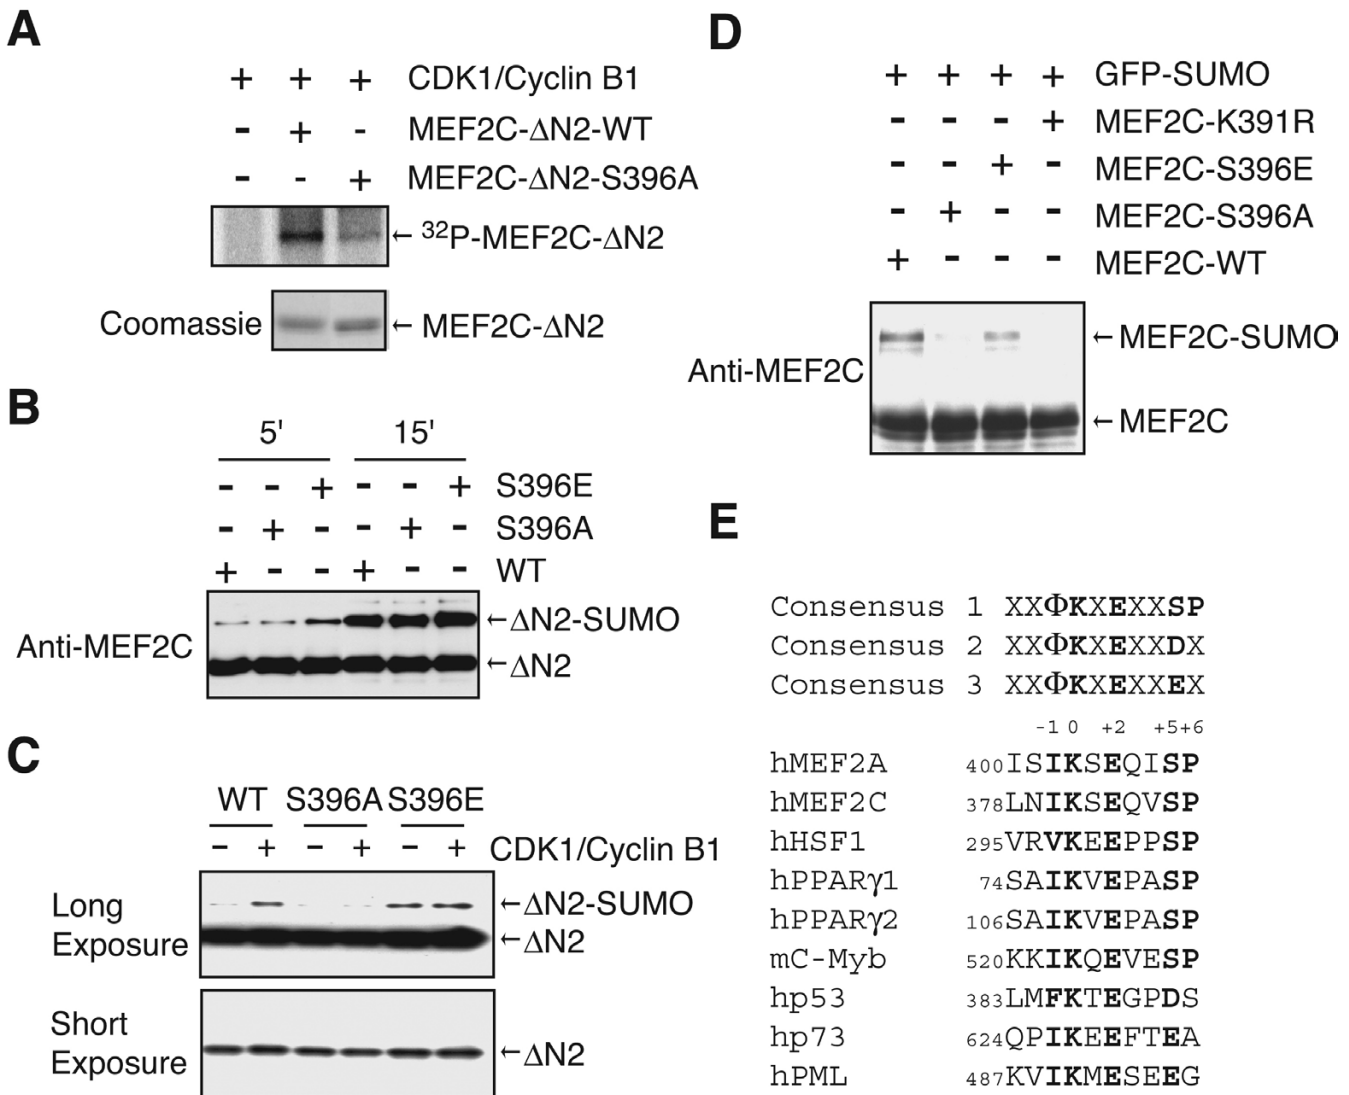 A
+ + + CDK1/Cyclin B1
- + - MEF2C-ΔN2-WT
- - + MEF2C-ΔN2-S396A
←32P-MEF2C-ΔN2
Coomassie ←MEF2C-ΔN2
B
5' 15'
- - + - - + S396E
- + - - + - S396A
+ - - + - - WT
Anti-MEF2C
←ΔN2-SUMO
←ΔN2
C
WT S396A S396E
- + - + - + CDK1/Cyclin B1
Long
Exposure
←ΔN2-SUMO
←ΔN2
Short
Exposure
←ΔN2
D
+ + + + GFP-SUMO
- - - + MEF2C-K391R
- - + - MEF2C-S396E
- + - - MEF2C-S396A
+ - - - MEF2C-WT
←MEF2C-SUMO
Anti-MEF2C
←MEF2C
E
Consensus 1 XXΦKXEXXSP
Consensus 2 XXΦKXEXXDX
Consensus 3 XXΦKXEXXEX
-1 0 +2 +5+6
hMEF2A 400ISIKSEQISP
hMEF2C 378LNIKSEQVSP
hHSF1 295VRVKEEPPSP
hPPARγ1 74SAIKVEPASP
hPPARγ2 106SAIKVEPASP
mC-Myb 520KKIKQEVESP
hp53 383LMFKTEGPDS
hp73 624QPIKEEFTEA
hPML 487KVIKMESEEG